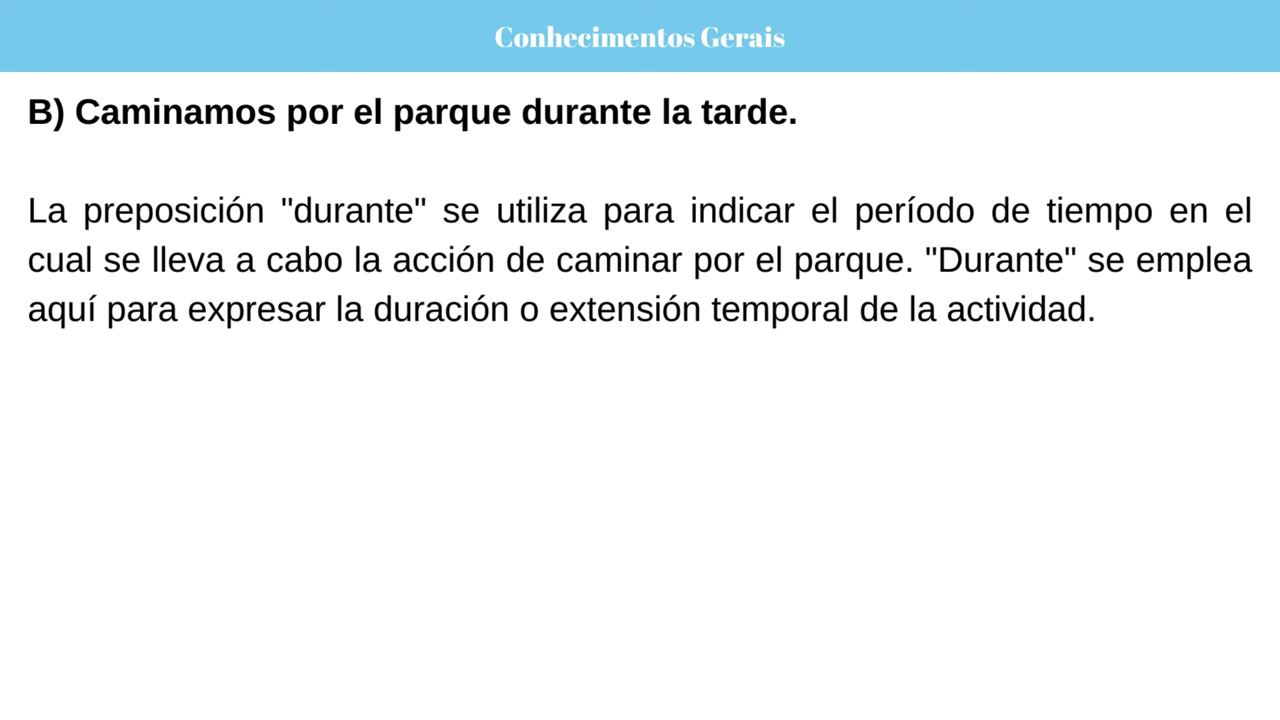 Conhecimentos Gerais
B) Caminamos por el parque durante la tarde.
La preposición "durante" se utiliza para indicar el período de tiempo en el
cual se lleva a cabo la acción de caminar por el parque. "Durante" se emplea
aquí para expresar la duración o extensión temporal de la actividad.